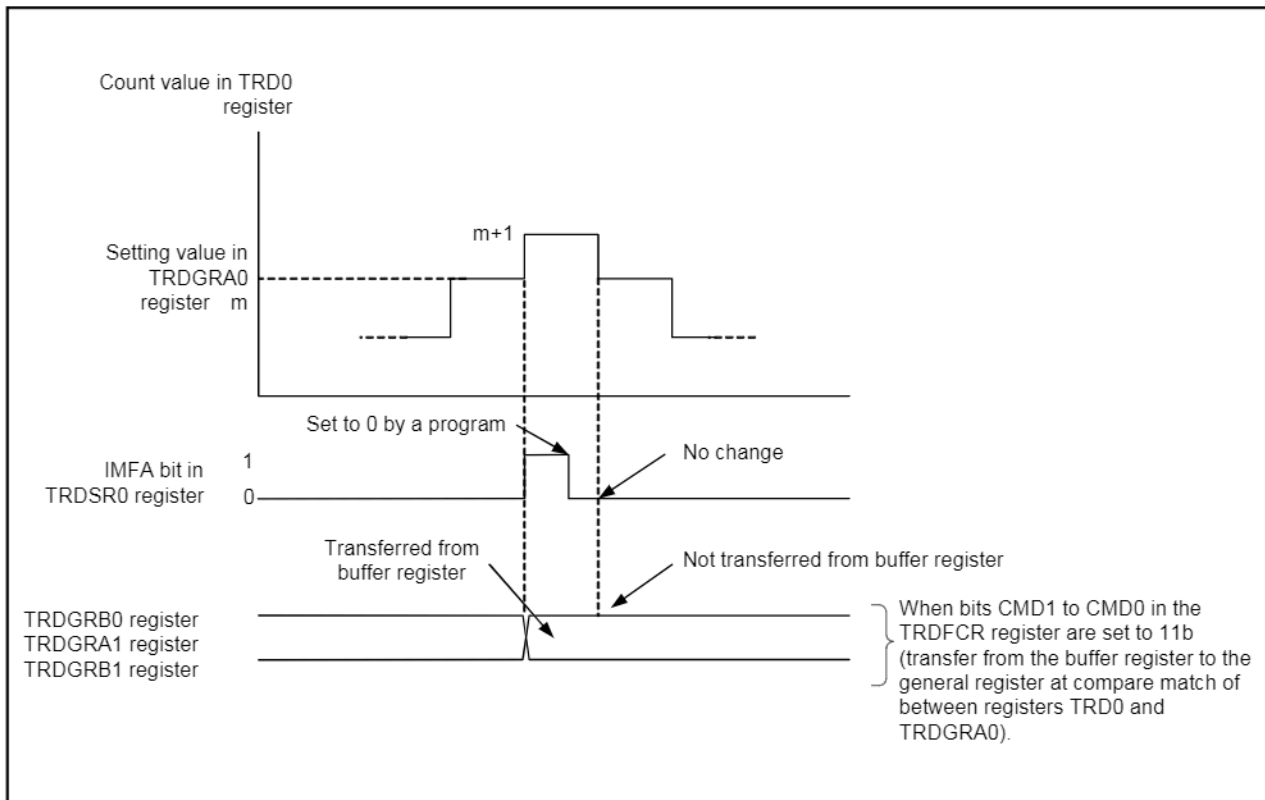 Count value in TRD0
register
m+1
Setting value in
TRDGRA0
register m
Set to 0 by a program
No change
IMFA bit in
TRDSR0 register
1
0
Transferred from
buffer register
Not transferred from buffer register
TRDGRB0 register
TRDGRA1 register
TRDGRB1 register
When bits CMD1 to CMD0 in the
TRDFCR register are set to 11b
(transfer from the buffer register to the
general register at compare match of
between registers TRD0 and
TRDGRA0).